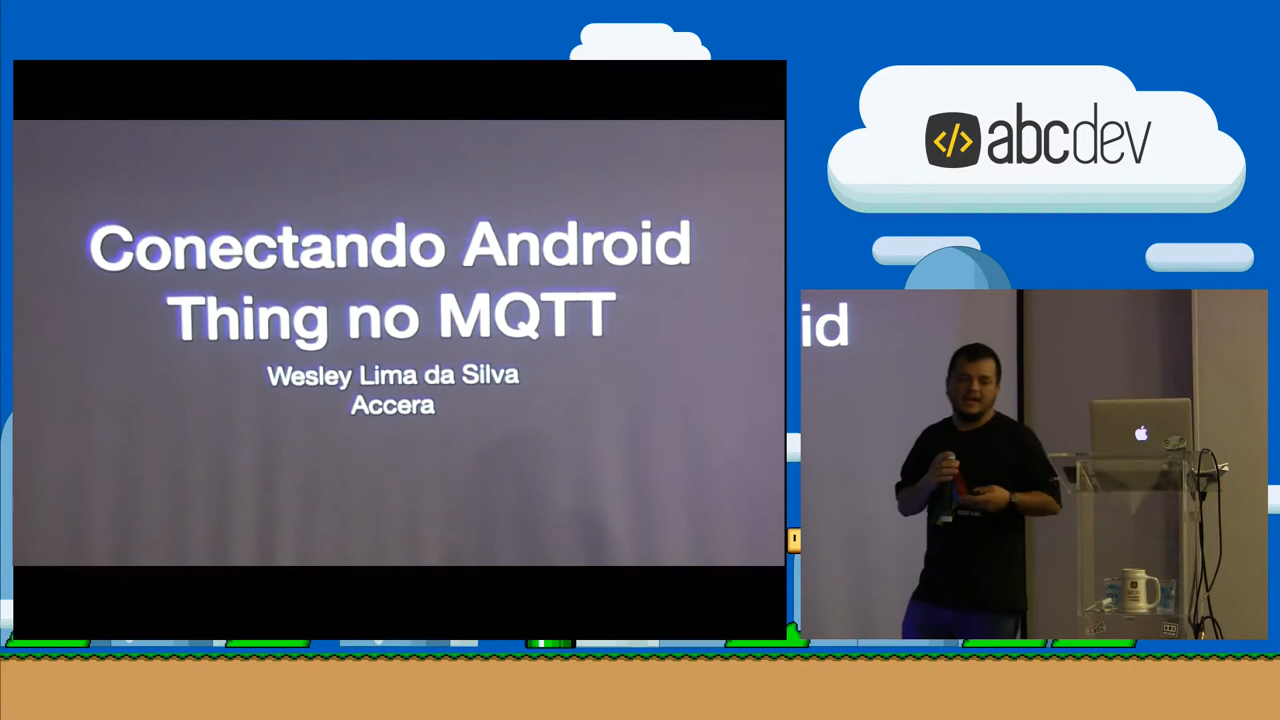 Conectando Android
Thing no MQTT
Wesley Lima da Silva
Accera
</> abcdev
id